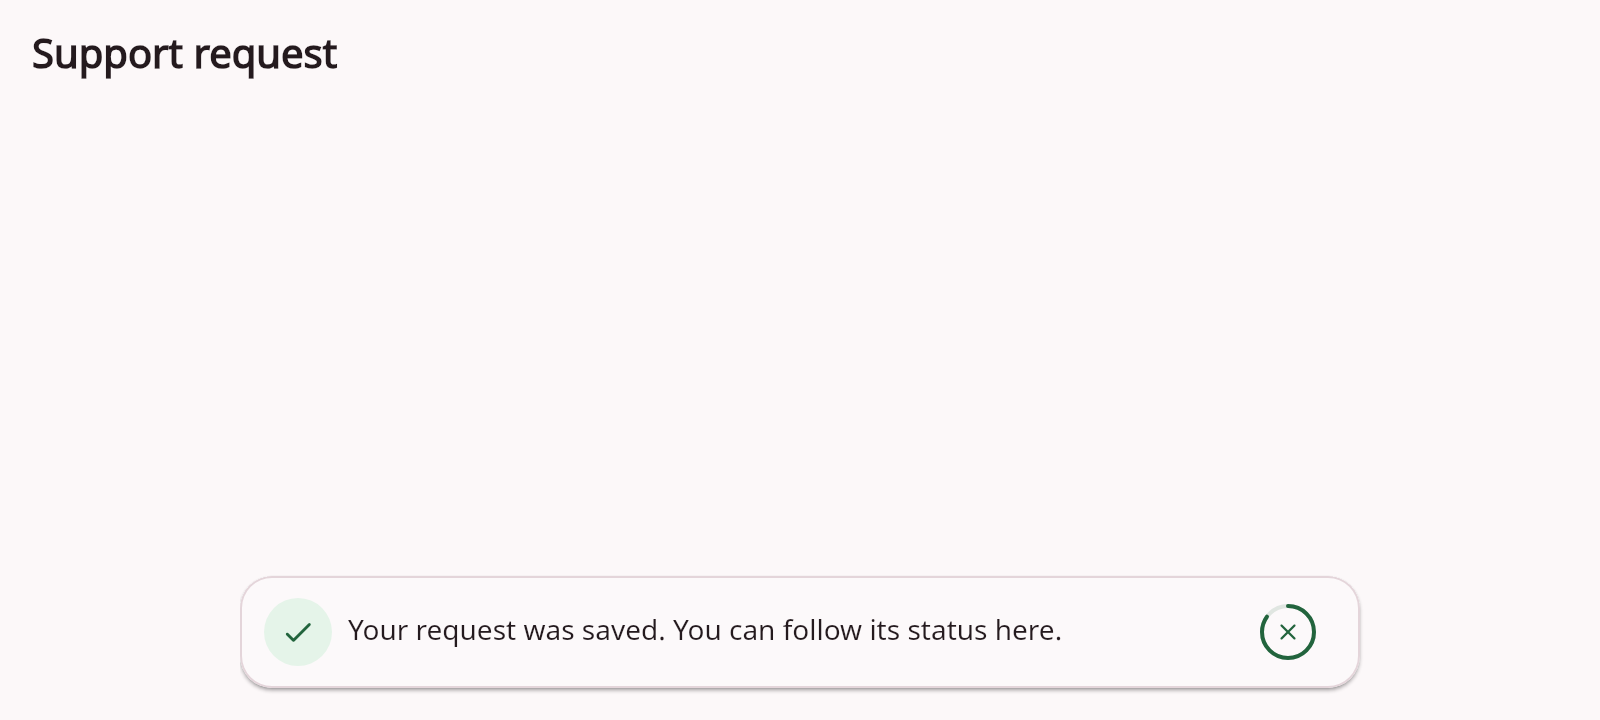 Support request
Your request was saved. You can follow its status here.